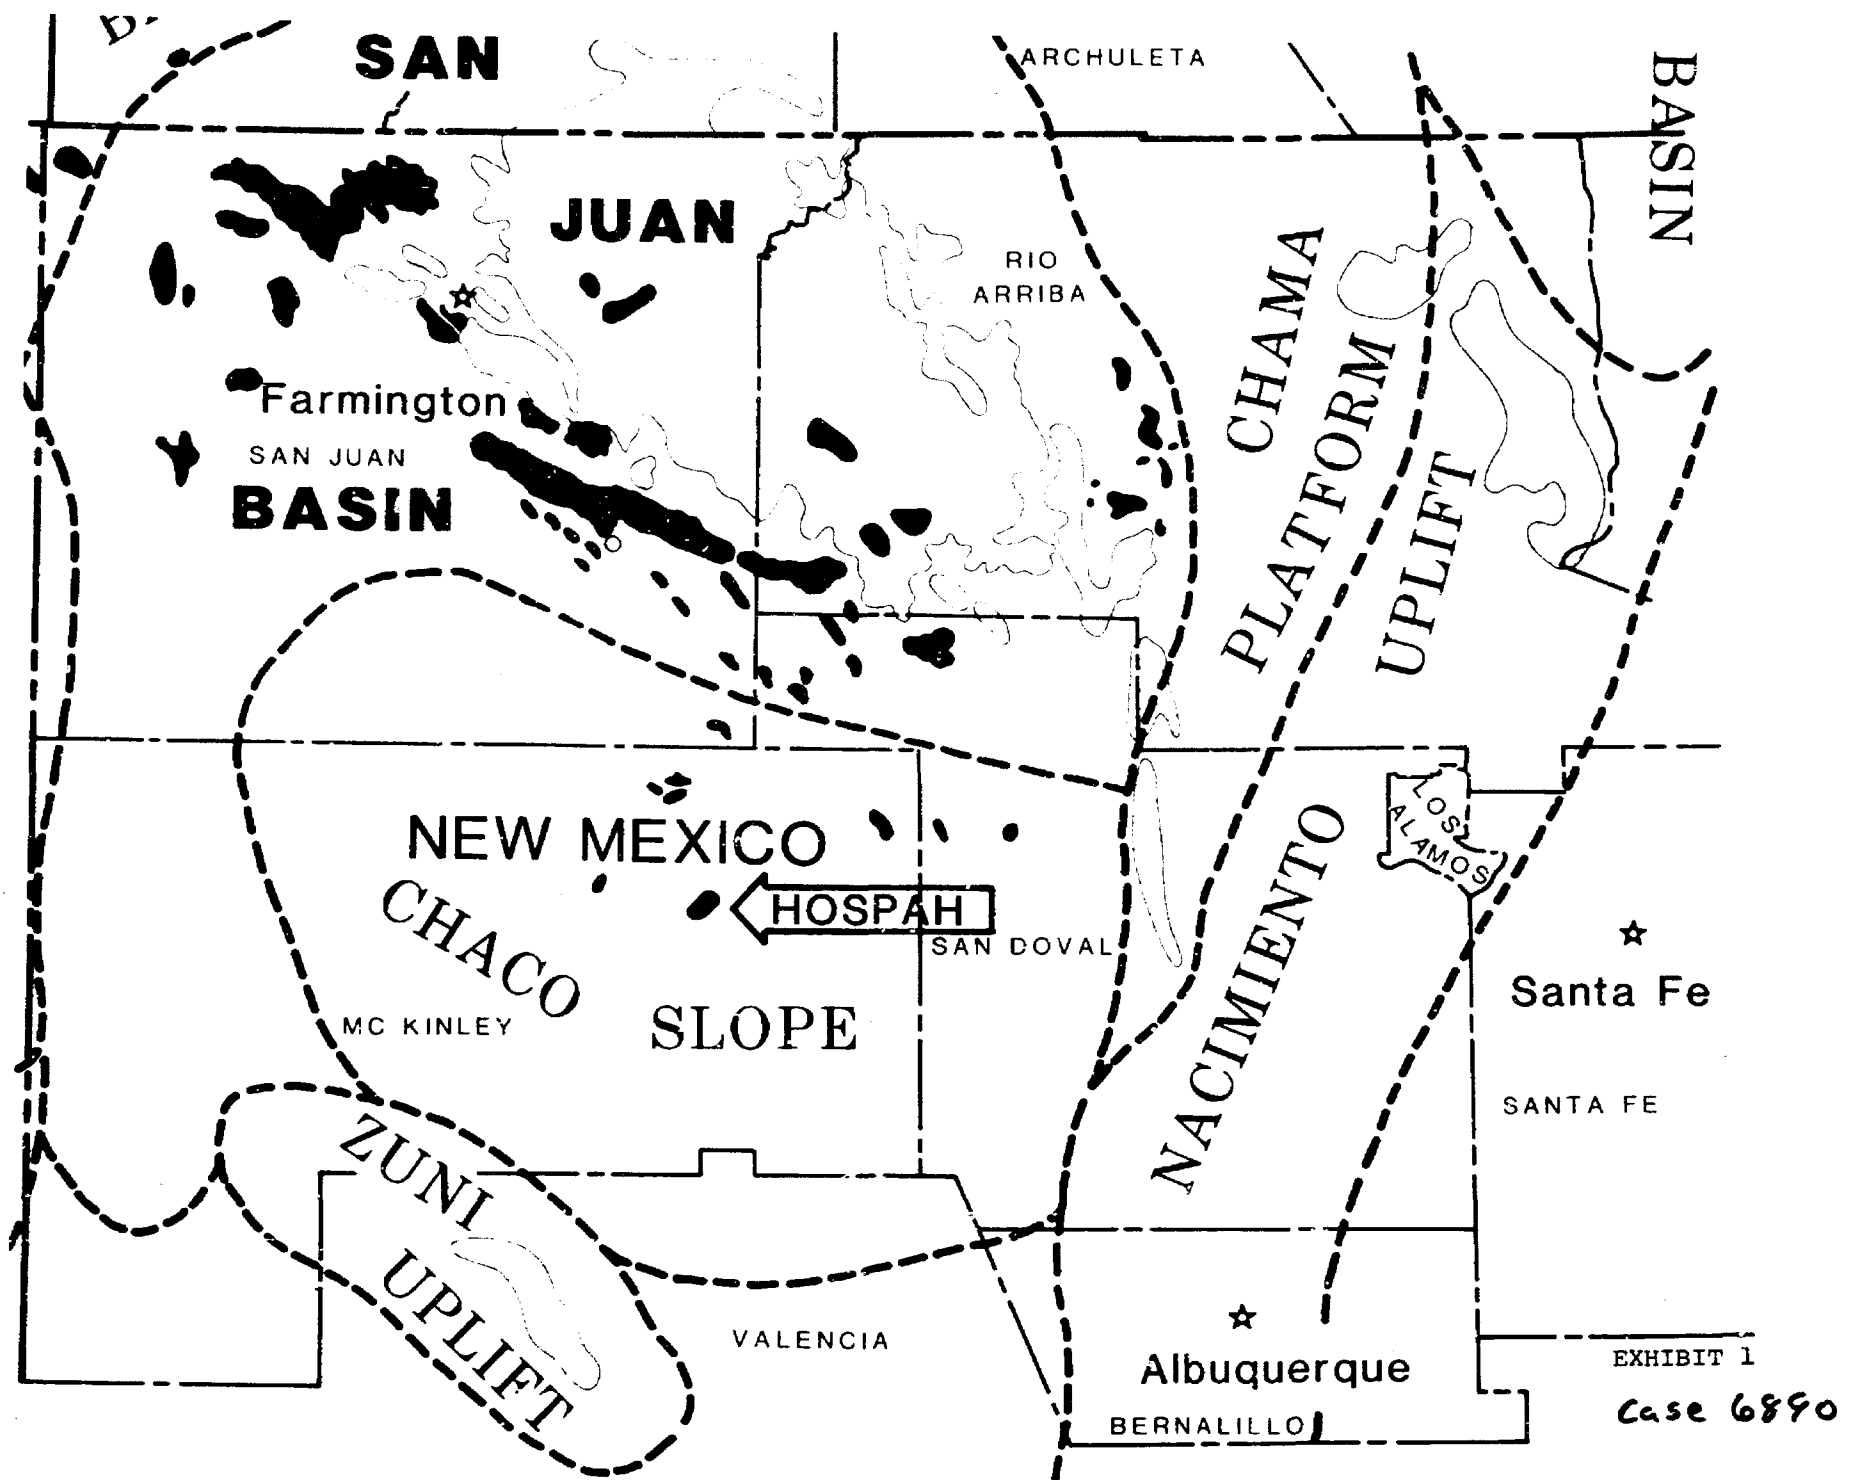 SAN
ARCHULETA
BASIN
JUAN
RIO
ARRIBA
CHAMA
PLATFORM
Farmington
SAN JUAN
BASIN
UPLIFT
NEW MEXICO
LOS
ALAMOS
HOSPAH
CHACO
SAN DOVAL
NACIMIENTO
Santa Fe
MC KINLEY
SLOPE
SANTA FE
ZUNI
UPLIFT
VALENCIA
Albuquerque
EXHIBIT 1
BERNALILLO
Case 6890